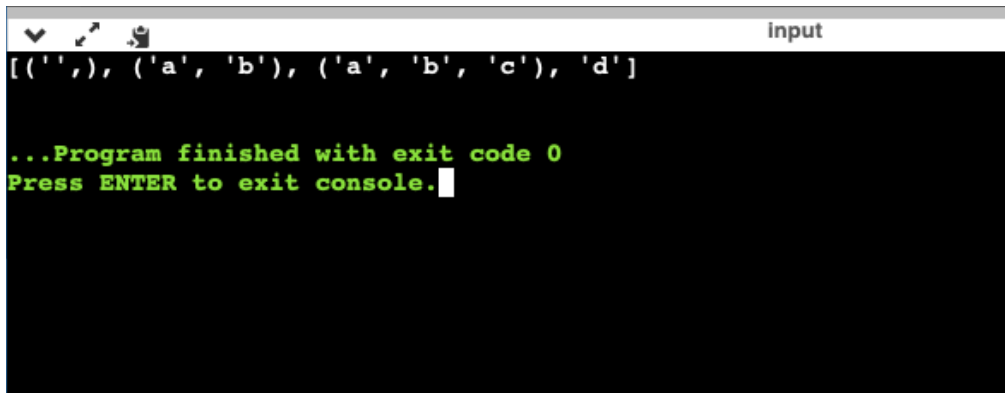 input
[('',), ('a', 'b'), ('a', 'b', 'c'), 'd']
...Program finished with exit code 0
Press ENTER to exit console.